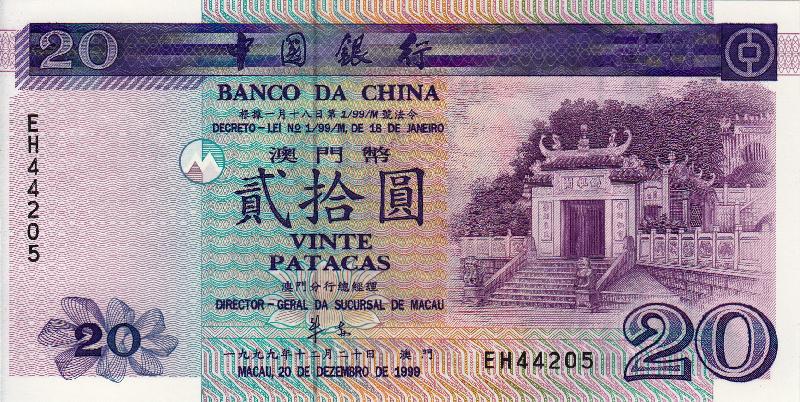 20 中國銀行
BANCO DA CHINA
根據一月十八日第1/99/M號法令
DECRETO-LEI Nº 1/99/M, DE 18 DE JANEIRO
澳門幣
貳拾圓
VINTE
PATACAS
澳門分行總經理
DIRECTOR-GERAL DA SUCURSAL DE MACAU
一九九九年十二月二十日 澳門
MACAU, 20 DE DEZEMBRO DE 1999
EH44205
20
EH44205
20